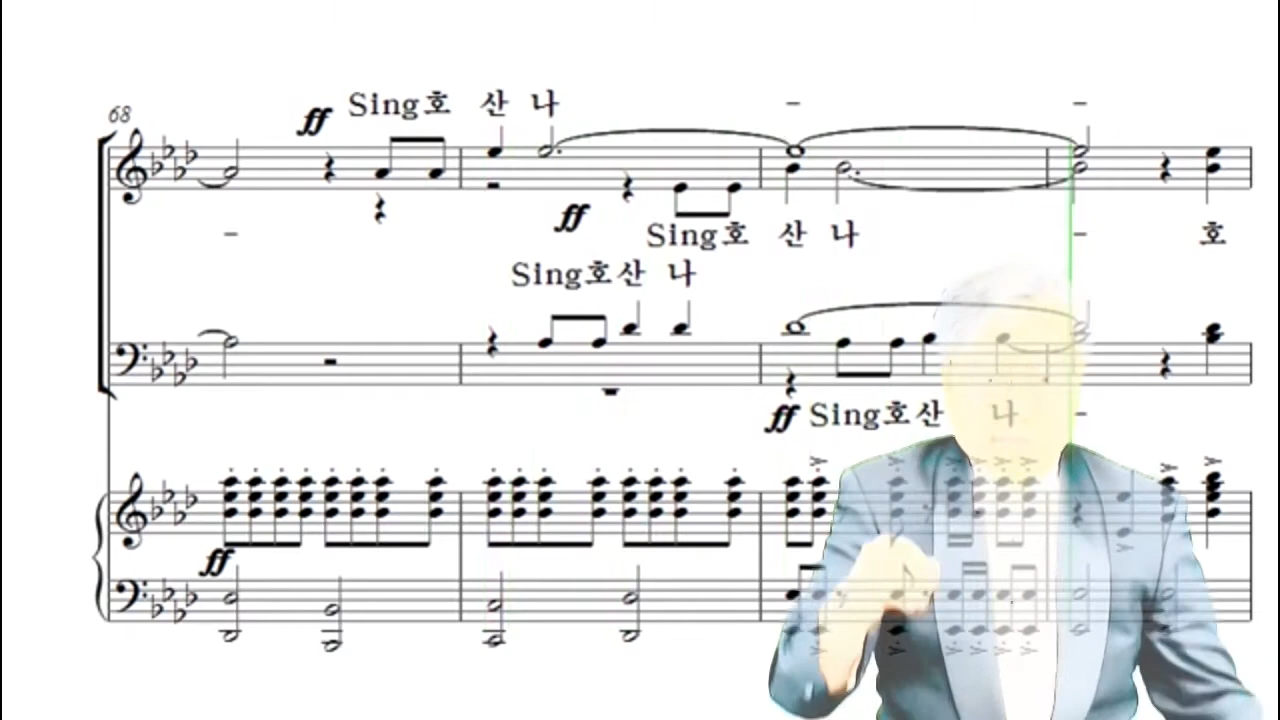 Sing호 산 나 - -
68
ff
ff
- Sing호 산 나 - 호
Sing호산 나
ff Sing호산 나 -
ff